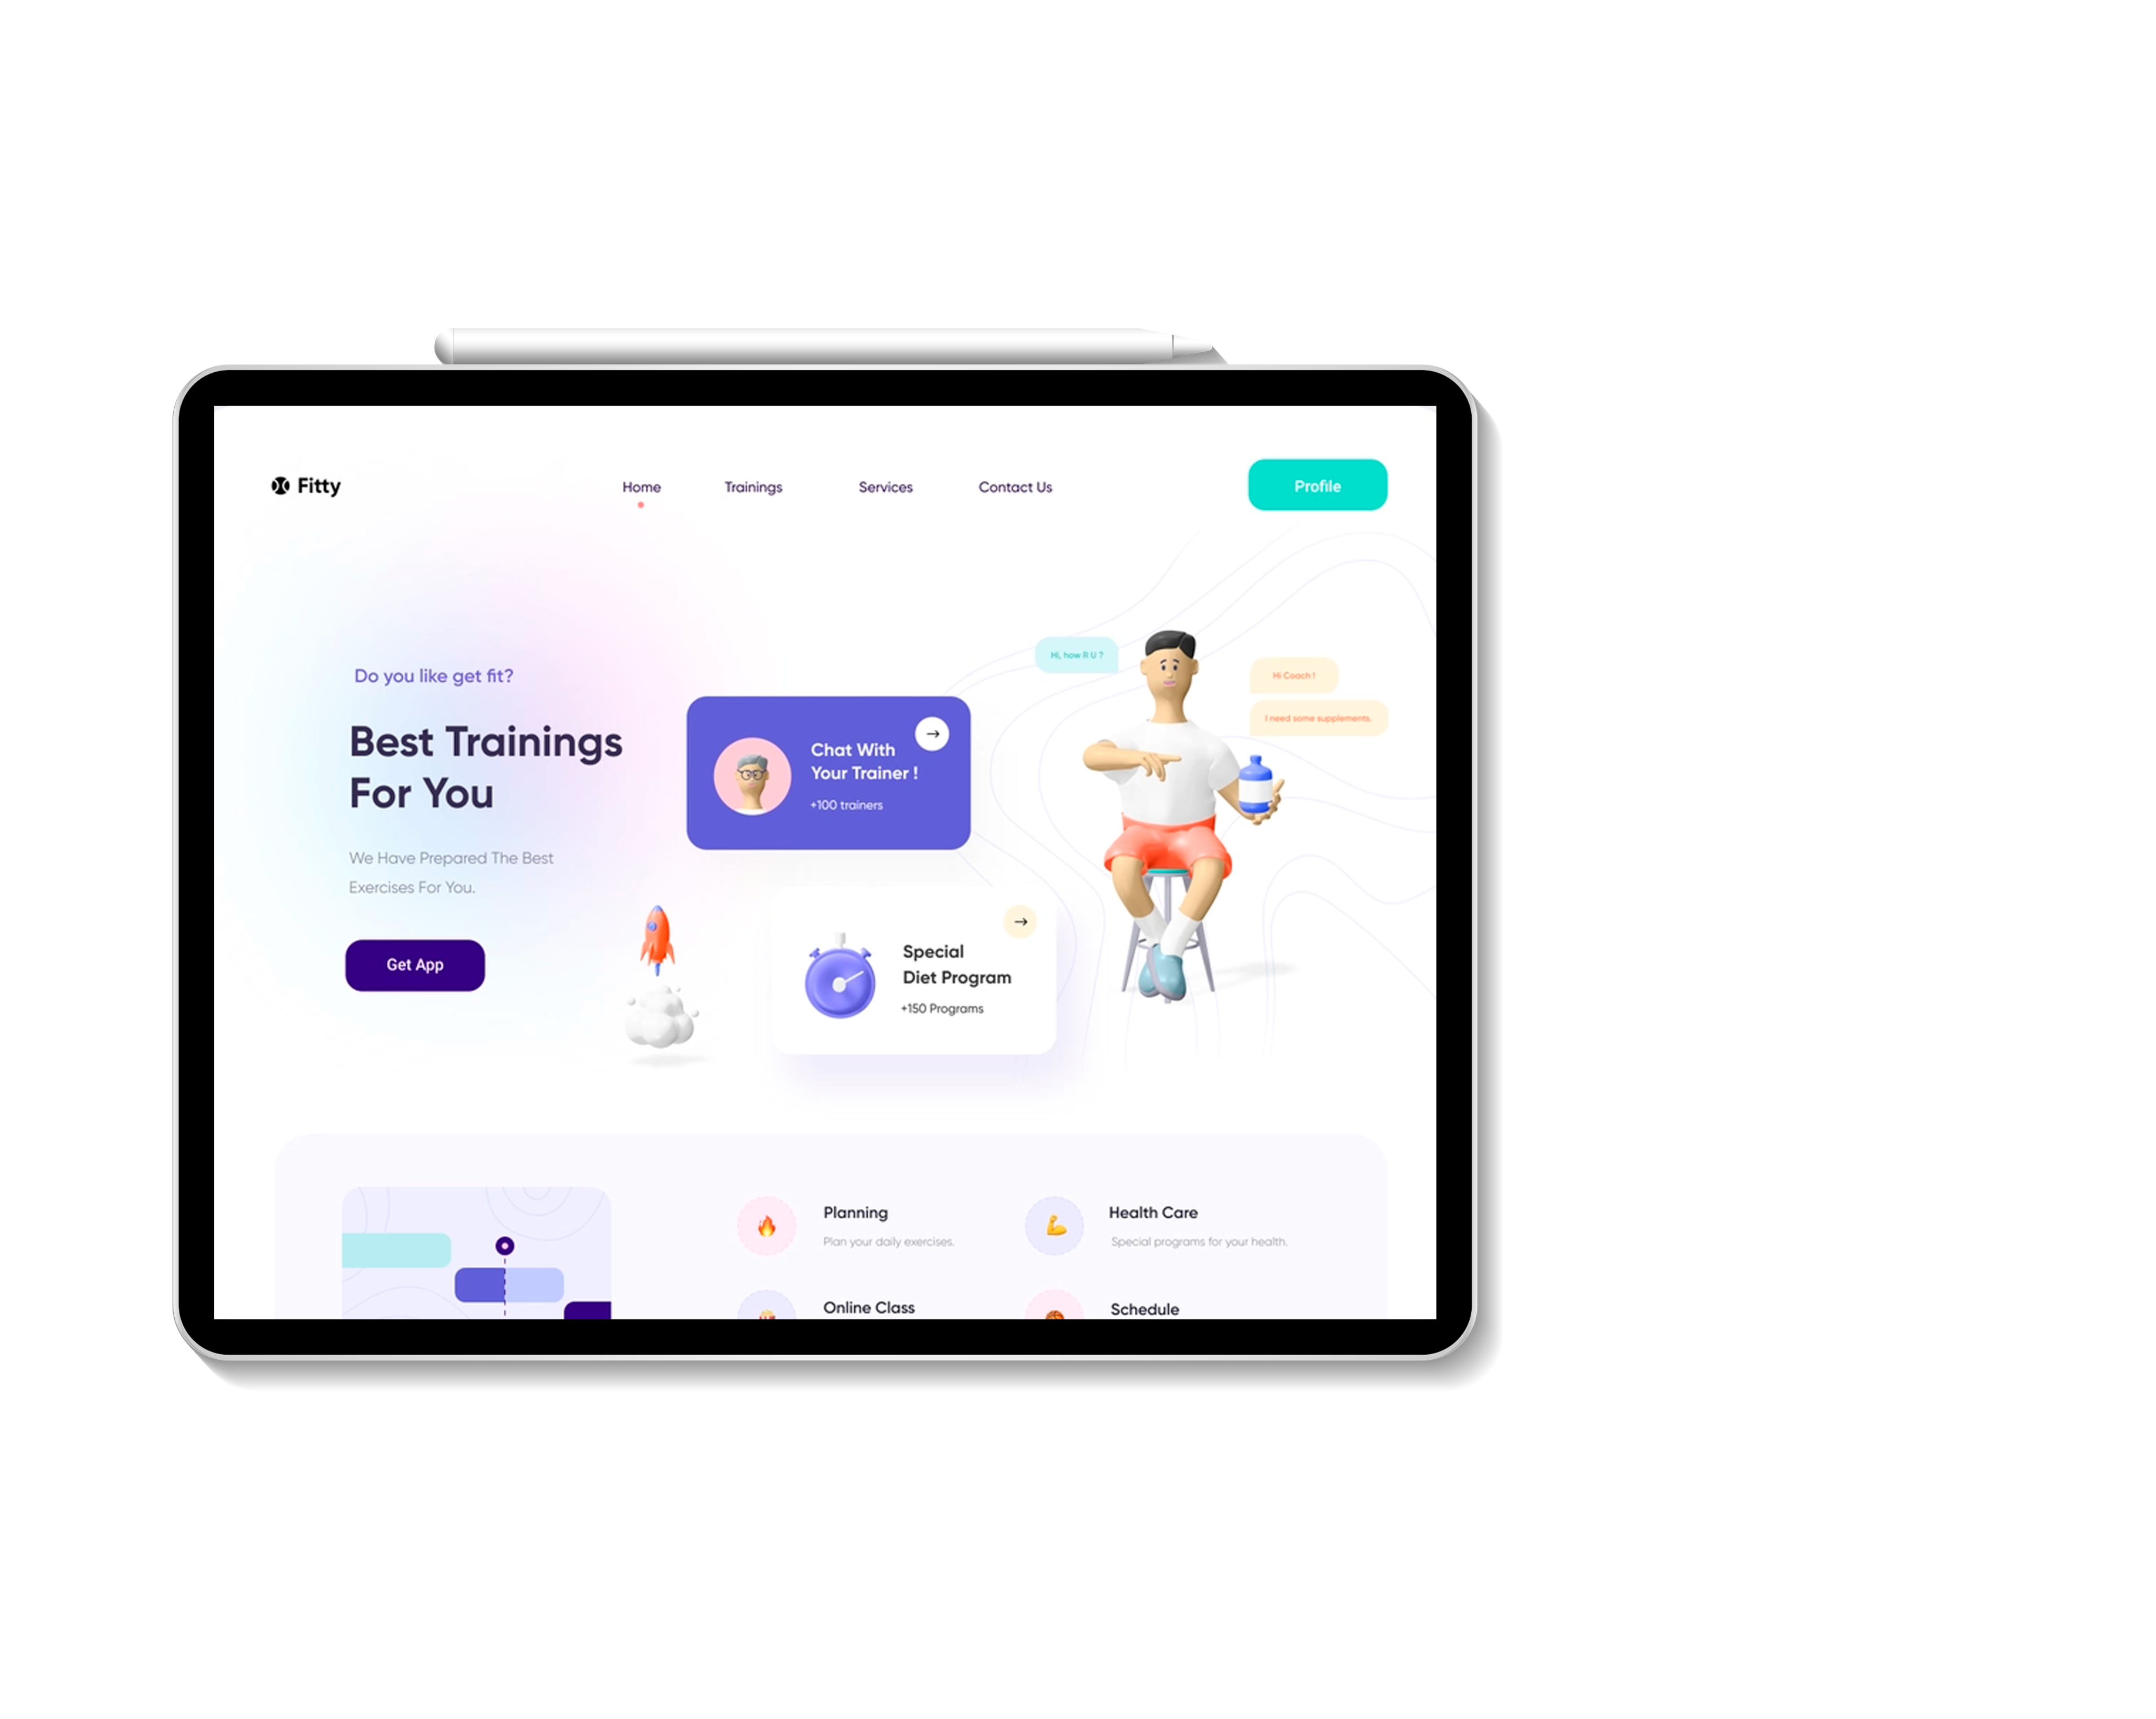 Fitty
Home
Trainings
Services
Contact Us
Profile
Do you like get fit?
Best Trainings
For You
We Have Prepared The Best
Exercises For You.
Get App
Chat With
Your Trainer !
+100 trainers
Special
Diet Program
+150 Programs
Hi, how R U ?
Hi Coach !
I need some supplements.
Planning
Plan your daily exercises.
Health Care
Special programs for your health.
Online Class
Schedule